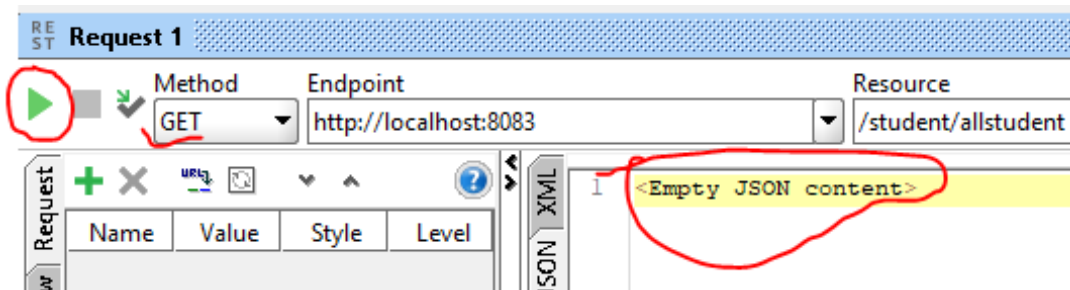 RE
ST
Request 1
Method
Endpoint
Resource
GET
http://localhost:8083
/student/allstudent
Request
URL
?
XML
1
<Empty JSON content>
Name
Value
Style
Level
JSON
w